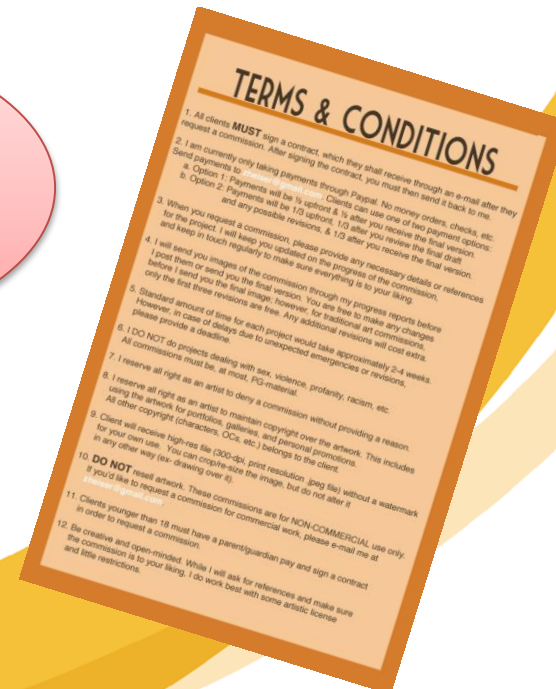 TERMS & CONDITIONS
1. All clients MUST sign a contract, which they shall receive through an e-mail after they
request a commission. After signing the contract, you must then send it back to me.
2. I am currently only taking payments through Paypal. No money orders, checks, etc.
Send payments to @gmail.com. Clients can use one of two payment options:
a. Option 1: Payments will be ½ upfront & ½ after you receive the final version.
b. Option 2: Payments will be 1/3 upfront, 1/3 after you review the final draft
and any possible revisions, & 1/3 after you receive the final version.
3. When you request a commission, please provide any necessary details or references
for the project. I will keep you updated on the progress of the commission,
and keep in touch regularly to make sure everything is to your liking.
4. I will send you images of the commission through my progress reports before
I post them or send you the final version. You are free to make any changes
before I send you the final image; however, for traditional art commissions,
only the first three revisions are free. Any additional revisions will cost extra.
5. Standard amount of time for each project would take approximately 2-4 weeks.
However, in case of delays due to unexpected emergencies or revisions,
please provide a deadline.
6. I DO NOT do projects dealing with sex, violence, profanity, racism, etc.
All commissions must be, at most, PG-material.
7. I reserve all right as an artist to deny a commission without providing a reason.
8. I reserve all right as an artist to maintain copyright over the artwork. This includes
using the artwork for portfolios, galleries, and personal promotions.
All other copyright (characters, OCs, etc.) belongs to the client.
9. Client will receive high-res file (300-dpi, print resolution .jpeg file) without a watermark
for your own use. You can crop/re-size the image, but do not alter it
in any way (ex- drawing over it).
10. DO NOT resell artwork. These commissions are for NON-COMMERCIAL use only.
If you'd like to request a commission for commercial work, please e-mail me at
@gmail.com.
11. Clients younger than 18 must have a parent/guardian pay and sign a contract
in order to request a commission.
12. Be creative and open-minded. While I will ask for references and make sure
the commission is to your liking, I do work best with some artistic license
and little restrictions.